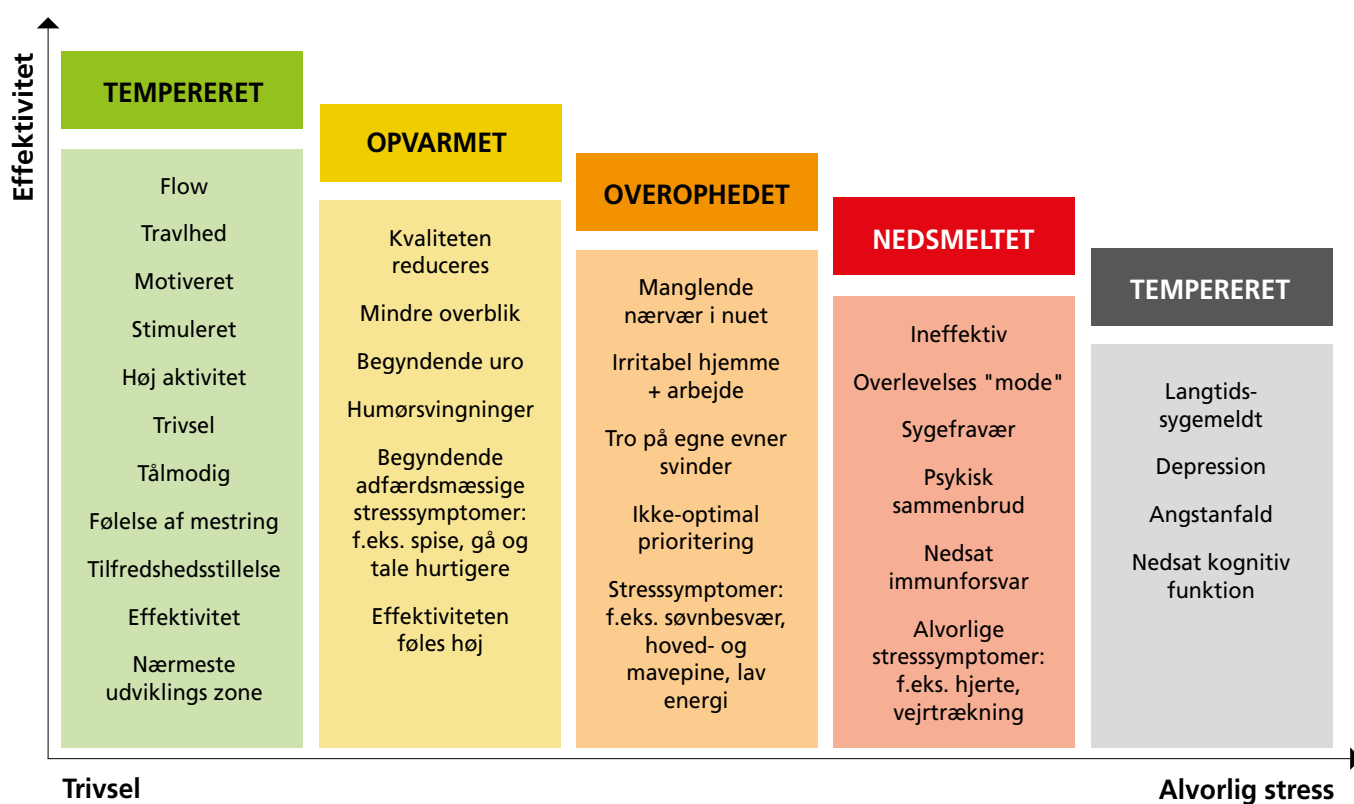 Effektivitet
TEMPERERET
Flow
Travlhed
Motiveret
Stimuleret
Høj aktivitet
Trivsel
Tålmodig
Følelse af mestring
Tilfredshedsstillelse
Effektivitet
Nærmeste
udviklings zone
OPVARMET
Kvaliteten
reduceres
Mindre overblik
Begyndende uro
Humørsvingninger
Begyndende
adfærdsmæssige
stresssymptomer:
f.eks. spise, gå og
tale hurtigere
Effektiviteten
føles høj
OVEROPHEDET
Manglende
nærvær i nuet
Irritabel hjemme
+ arbejde
Tro på egne evner
svinder
Ikke-optimal
prioritering
Stresssymptomer:
f.eks. søvnbesvær,
hoved- og
mavepine, lav
energi
NEDSMELTET
Ineffektiv
Overlevelses "mode"
Sygefravær
Psykisk
sammenbrud
Nedsat
immunforsvar
Alvorlige
stresssymptomer:
f.eks. hjerte,
vejrtrækning
TEMPERERET
Langtids-
sygemeldt
Depression
Angstanfald
Nedsat kognitiv
funktion
Trivsel
Alvorlig stress